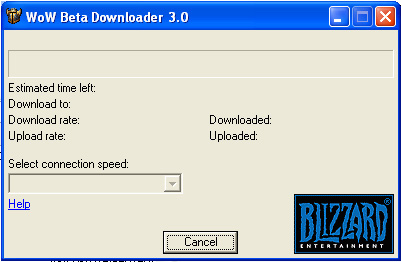 WoW Beta Downloader 3.0
Estimated time left:
Download to:
Download rate: Downloaded:
Upload rate: Uploaded:
Select connection speed:
Help
BLIZZARD®
ENTERTAINMENT
Cancel